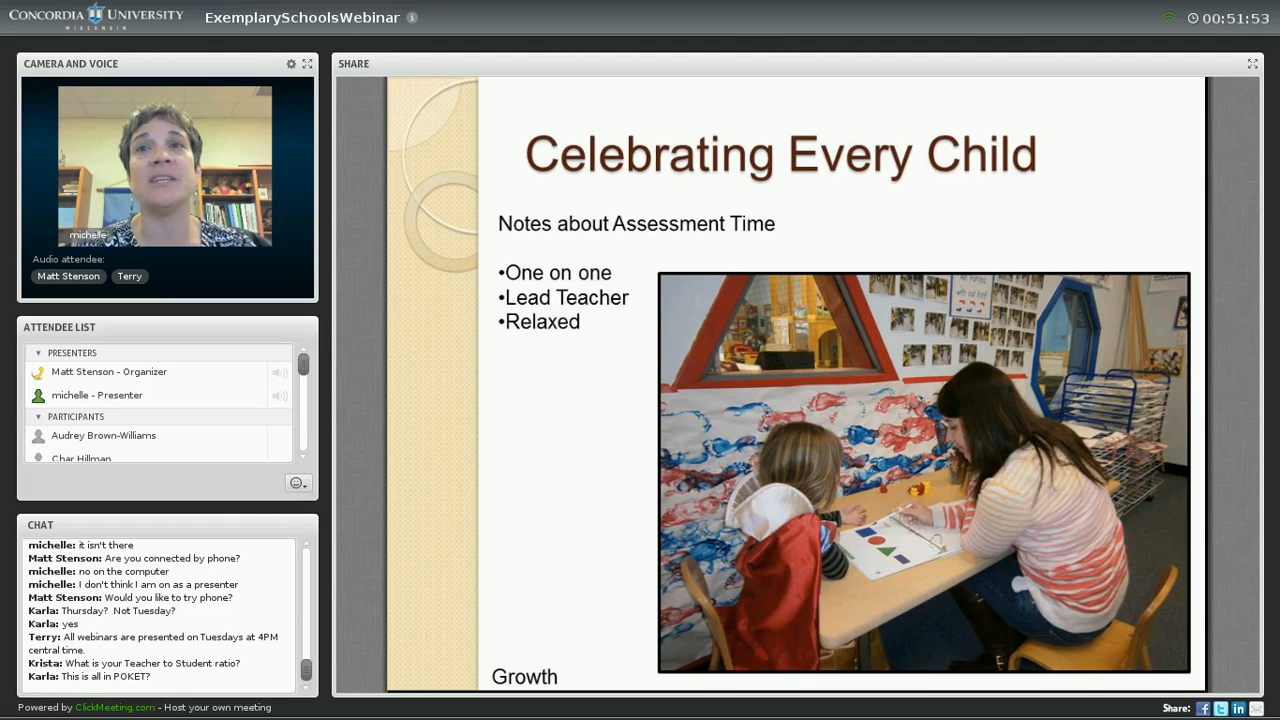 CONCORDIA UNIVERSITY
WISCONSIN
ExemplarySchoolsWebinar
00:51:53
CAMERA AND VOICE
michelle
Audio attendee:
Matt Stenson
Terry
ATTENDEE LIST
PRESENTERS
Matt Stenson - Organizer
michelle - Presenter
PARTICIPANTS
Audrey Brown-Williams
Char Hillman
CHAT
michelle: it isn't there
Matt Stenson: Are you connected by phone?
michelle: no on the computer
michelle: I don't think I am on as a presenter
Matt Stenson: Would you like to try phone?
Karla: Thursday? Not Tuesday?
Karla: yes
Terry: All webinars are presented on Tuesdays at 4PM
central time.
Krista: What is your Teacher to Student ratio?
Karla: This is all in POKET?
SHARE
Celebrating Every Child
Notes about Assessment Time
•One on one
•Lead Teacher
•Relaxed
Growth
Powered by ClickMeeting.com - Host your own meeting
Share: